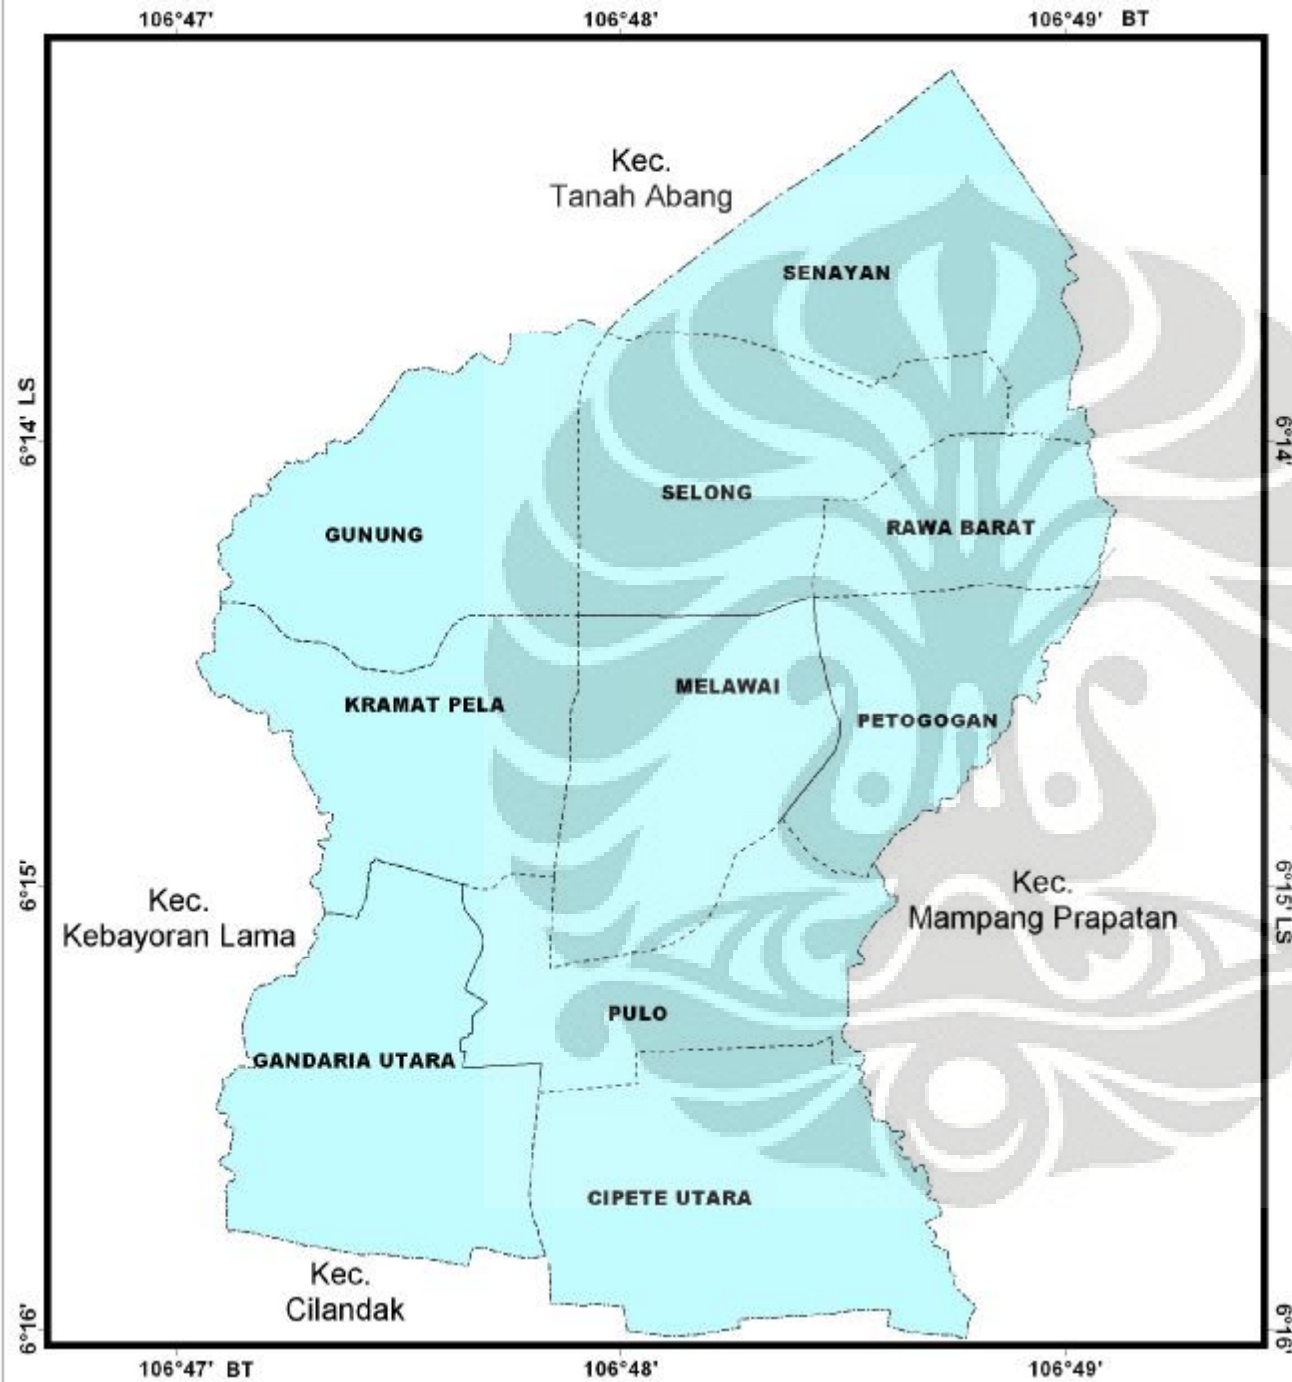 106°47'
106°48'
106°49' BT
Kec.
Tanah Abang
SENAYAN
6°14' LS
6°14'
SELONG
RAWA BARAT
GUNUNG
MELAWAI
KRAMAT PELA
PETOGOGAN
6°15'
6°15' LS
Kec.
Mampang Prapatan
Kec.
Kebayoran Lama
PULO
GANDARIA UTARA
CIPETE UTARA
Kec.
Cilandak
6°16'
6°16'
106°47' BT
106°48'
106°49'